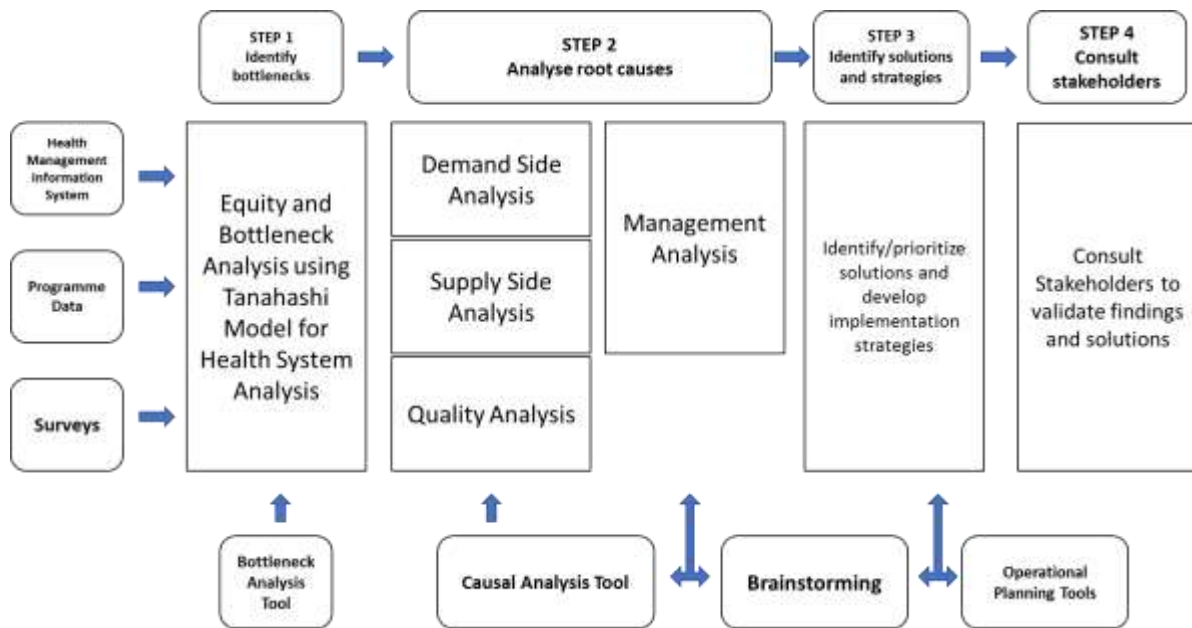 STEP 1
Identify
bottlenecks
STEP 2
Analyse root causes
STEP 3
Identify solutions
and strategies
STEP 4
Consult
stakeholders
Health
Management
Information
System
Programme
Data
Surveys
Equity and
Bottleneck
Analysis using
Tanahashi
Model for
Health System
Analysis
Demand Side
Analysis
Supply Side
Analysis
Quality Analysis
Management
Analysis
Identify/prioritize
solutions and
develop
implementation
strategies
Consult
Stakeholders to
validate findings
and solutions
Bottleneck
Analysis
Tool
Causal Analysis Tool
Brainstorming
Operational
Planning Tools